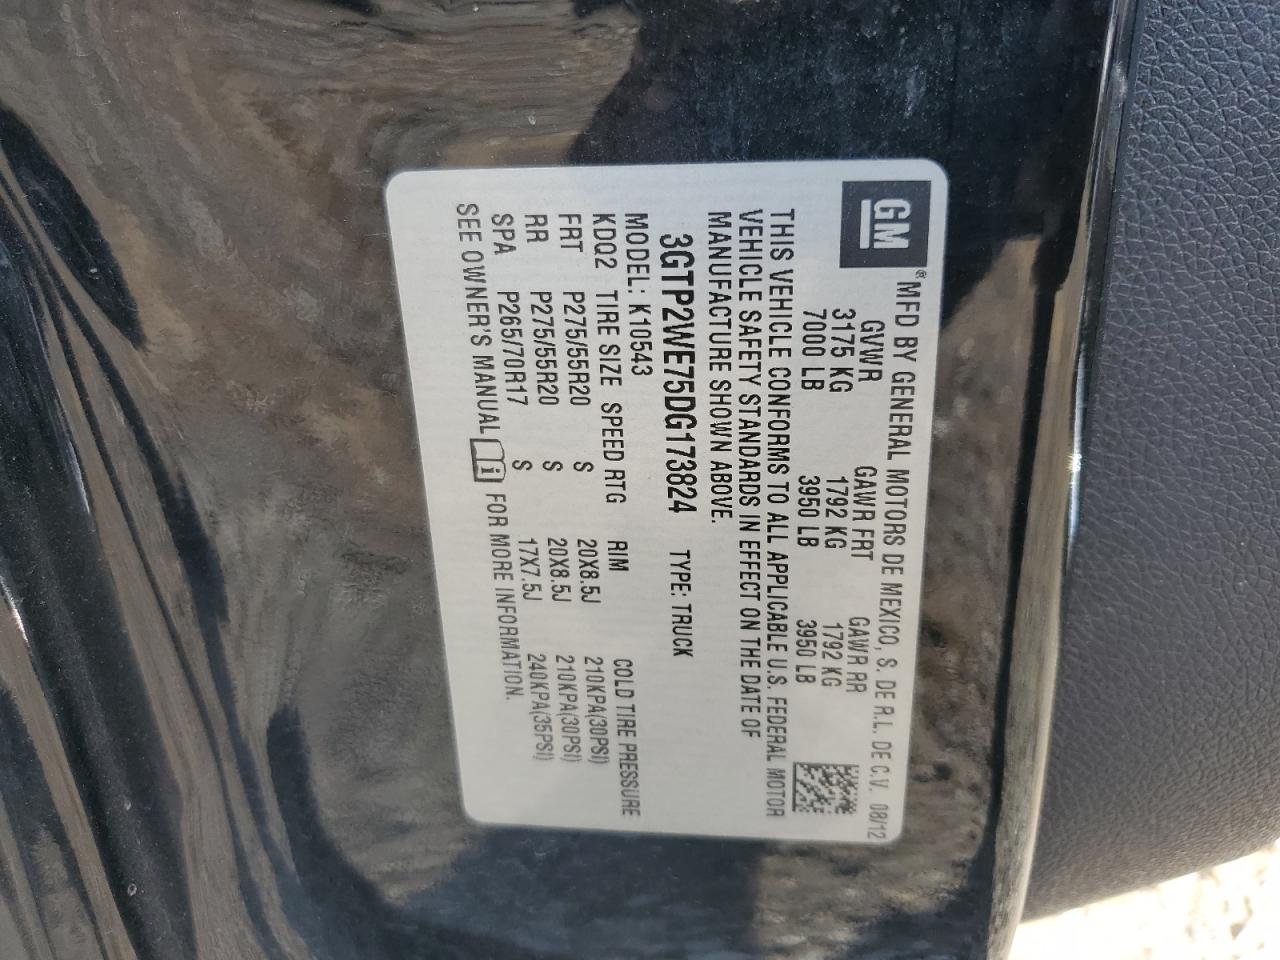 GM ® MFD BY GENERAL MOTORS DE MEXICO, S. DE R.L. DE C.V. 08/12
GVWR GAWR FRT GAWR RR
3175 KG 1792 KG 1792 KG
7000 LB 3950 LB 3950 LB
THIS VEHICLE CONFORMS TO ALL APPLICABLE U.S. FEDERAL MOTOR
VEHICLE SAFETY STANDARDS IN EFFECT ON THE DATE OF
MANUFACTURE SHOWN ABOVE.
3GTP2WE75DG173824 TYPE: TRUCK
MODEL: K10543
KDQ2 TIRE SIZE SPEED RTG RIM COLD TIRE PRESSURE
FRT P275/55R20 S 20X8.5J 210KPA(30PSI)
RR P275/55R20 S 20X8.5J 210KPA(30PSI)
SPA P265/70R17 S 17X7.5J 240KPA(35PSI)
SEE OWNER'S MANUAL i FOR MORE INFORMATION.